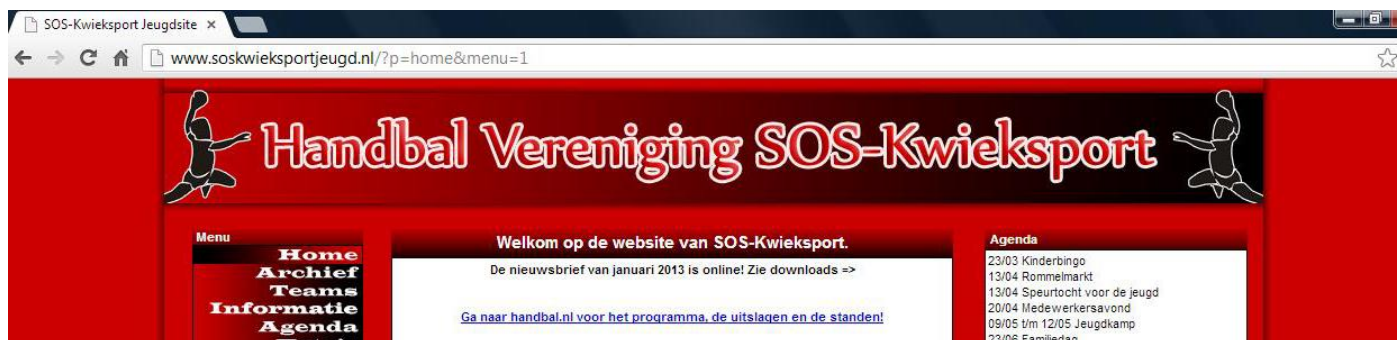 SOS-Kwieksport Jeugdsite
www.soskwieksportjeugd.nl/?p=home&menu=1
Handbal Vereniging SOS-Kwieksport
Menu
Home
Archief
Teams
Informatie
Agenda
Welkom op de website van SOS-Kwieksport.
De nieuwsbrief van januari 2013 is online! Zie downloads =>
Ga naar handbal.nl voor het programma, de uitslagen en de standen!
Agenda
23/03 Kinderbingo
13/04 Rommelmarkt
13/04 Speurtocht voor de jeugd
20/04 Medewerkersavond
09/05 t/m 12/05 Jeugdkamp
23/06 Familiedag